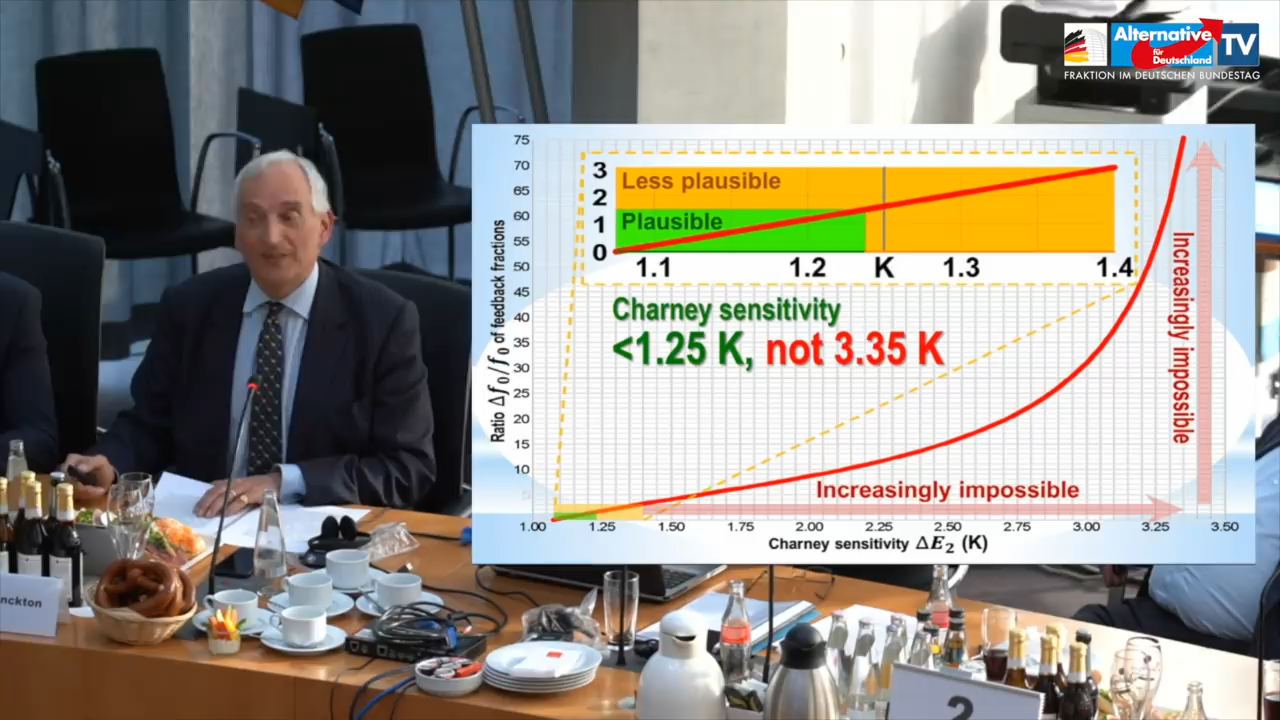 Alternative
für
Deutschland
TV
FRAKTION IM DEUTSCHEN BUNDESTAG
75
70
65
60
55
50
45
40
35
30
25
20
15
10
5
Ratio Δf₀/f₀ of feedback fractions
3
2
1
0
Less plausible
Plausible
1.1 1.2 K 1.3 1.4
Charney sensitivity
<1.25 K, not 3.35 K
Increasingly impossible
Increasingly impossible
1.00 1.25 1.50 1.75 2.00 2.25 2.50 2.75 3.00 3.25 3.50
Charney sensitivity ΔE₂ (K)
nckton
2